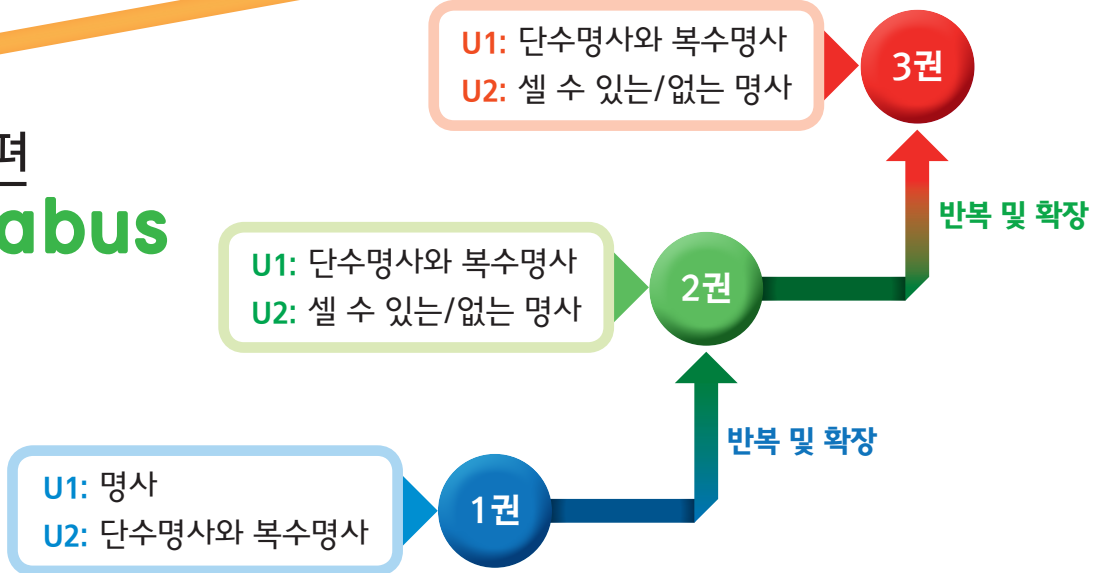 U1: 단수명사와 복수명사
U2: 셀 수 있는/없는 명사
3권
abus
반복 및 확장
U1: 단수명사와 복수명사
U2: 셀 수 있는/없는 명사
2권
반복 및 확장
U1: 명사
U2: 단수명사와 복수명사
1권